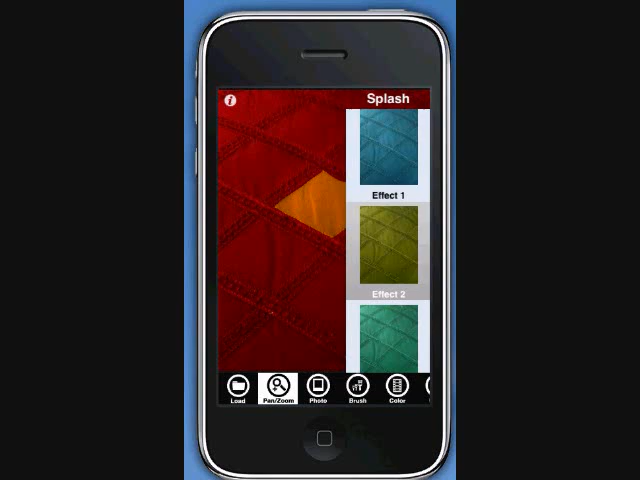 i
Splash
Effect 1
Effect 2
Load
Pan/Zoom
Photo
Brush
Color